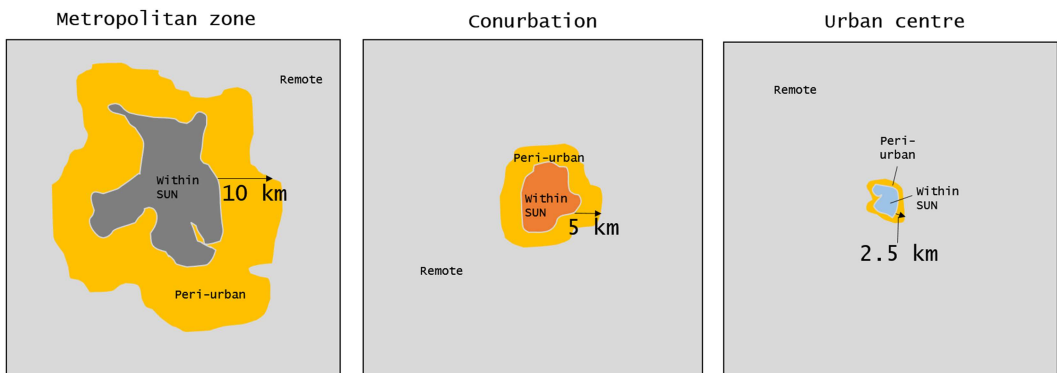 Metropolitan zone
Remote
Within
SUN
10 km
Peri-urban
Conurbation
Peri-urban
Within
SUN
5 km
Remote
Urban centre
Remote
Peri-
urban
Within
SUN
2.5 km